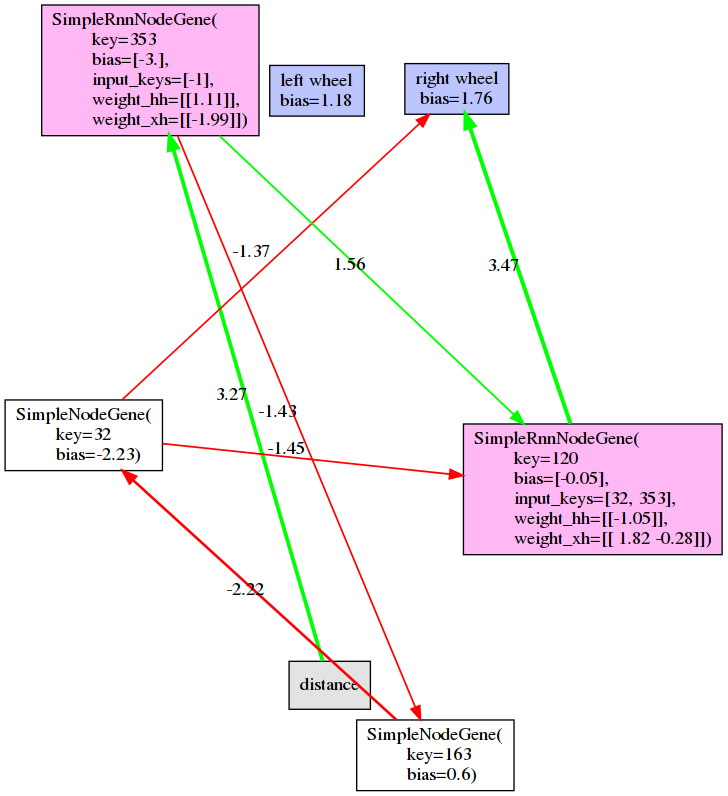 SimpleRnnNodeGene(
key=353
bias=[-3.],
input_keys=[-1],
weight_hh=[[1.11]],
weight_xh=[[-1.99]])
left wheel
bias=1.18
right wheel
bias=1.76
-1.37
1.56
3.47
3.27
-1.43
-1.45
SimpleNodeGene(
key=32
bias=-2.23)
SimpleRnnNodeGene(
key=120
bias=[-0.05],
input_keys=[32, 353],
weight_hh=[[-1.05]],
weight_xh=[[ 1.82 -0.28]])
-2.22
distance
SimpleNodeGene(
key=163
bias=0.6)